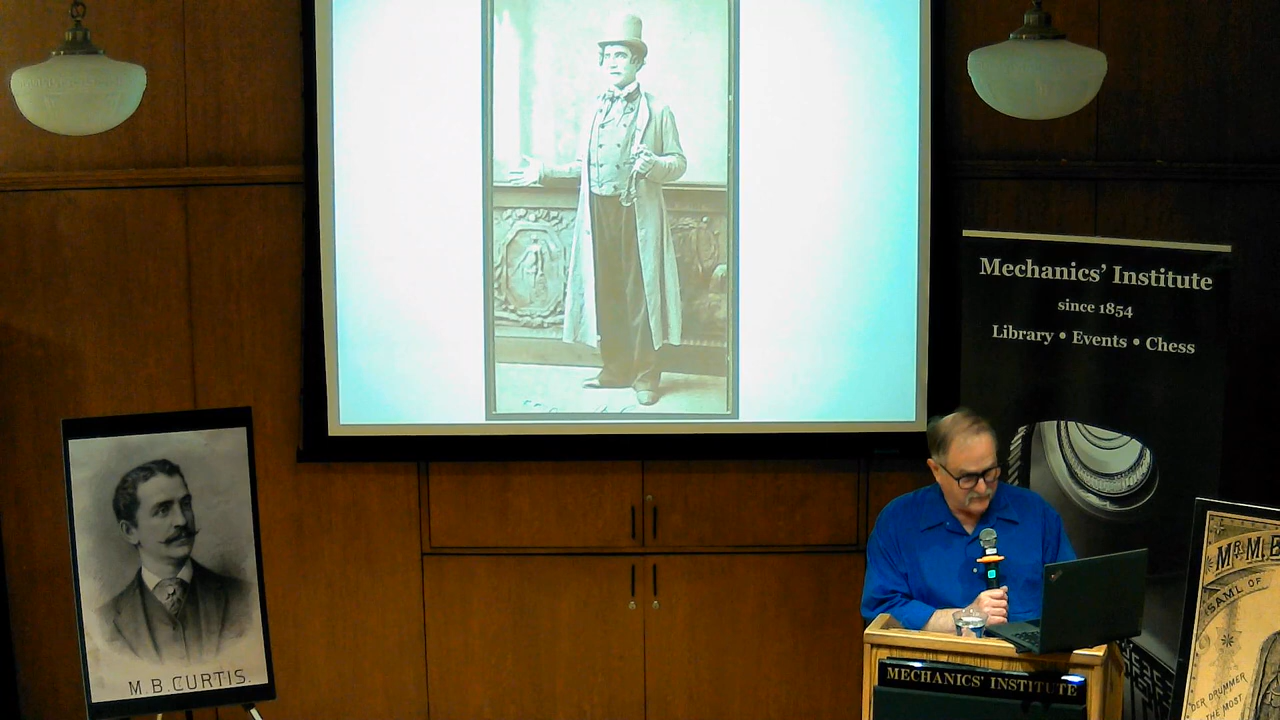 Mechanics' Institute
since 1854
Library • Events • Chess
M.B.CURTIS.
MECHANICS' INSTITUTE
MR. M.B
SAML OF
DER DRUMMER
THE MOST